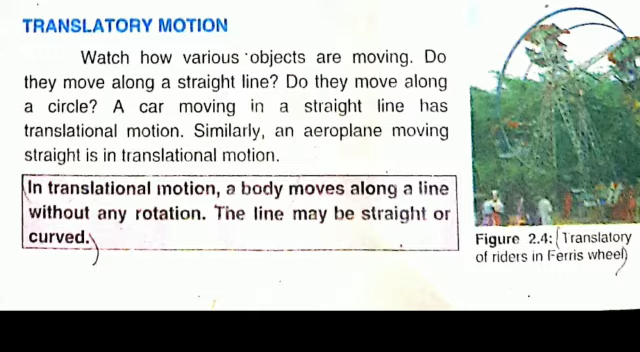 TRANSLATORY MOTION
Watch how various objects are moving. Do
they move along a straight line? Do they move along
a circle? A car moving in a straight line has
translational motion. Similarly, an aeroplane moving
straight is in translational motion.
In translational motion, a body moves along a line
without any rotation. The line may be straight or
curved.
Figure 2.4: Translatory
of riders in Ferris wheel